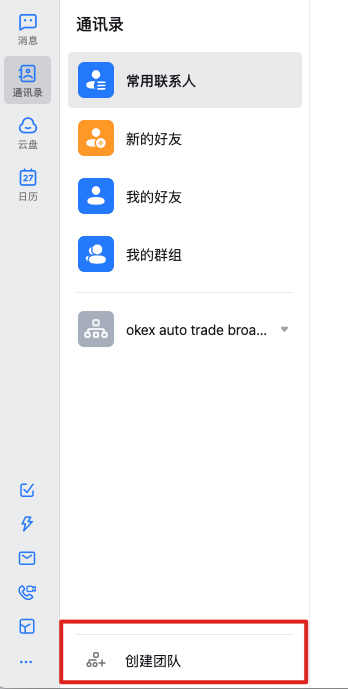 消息
通讯录
云盘
27
日历
通讯录
常用联系人
新的好友
我的好友
我的群组
okex auto trade broa...
创建团队